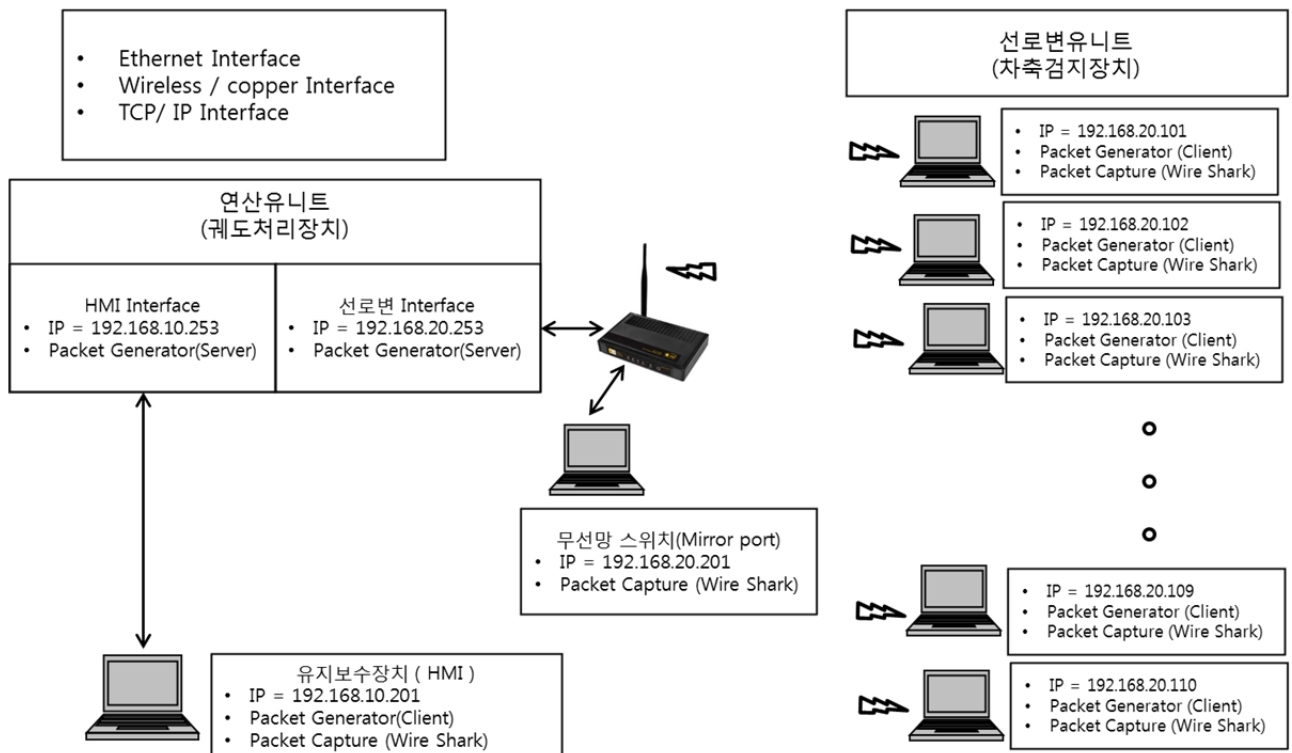 • Ethernet Interface
• Wireless / copper Interface
• TCP/ IP Interface
연산유니트
(궤도처리장치)
HMI Interface
• IP = 192.168.10.253
• Packet Generator(Server)
선로변 Interface
• IP = 192.168.20.253
• Packet Generator(Server)
무선망 스위치(Mirror port)
• IP = 192.168.20.201
• Packet Capture (Wire Shark)
유지보수장치 ( HMI )
• IP = 192.168.10.201
• Packet Generator(Client)
• Packet Capture (Wire Shark)
선로변유니트
(차축검지장치)
• IP = 192.168.20.101
• Packet Generator (Client)
• Packet Capture (Wire Shark)
• IP = 192.168.20.102
• Packet Generator (Client)
• Packet Capture (Wire Shark)
• IP = 192.168.20.103
• Packet Generator (Client)
• Packet Capture (Wire Shark)
• IP = 192.168.20.109
• Packet Generator (Client)
• Packet Capture (Wire Shark)
• IP = 192.168.20.110
• Packet Generator (Client)
• Packet Capture (Wire Shark)